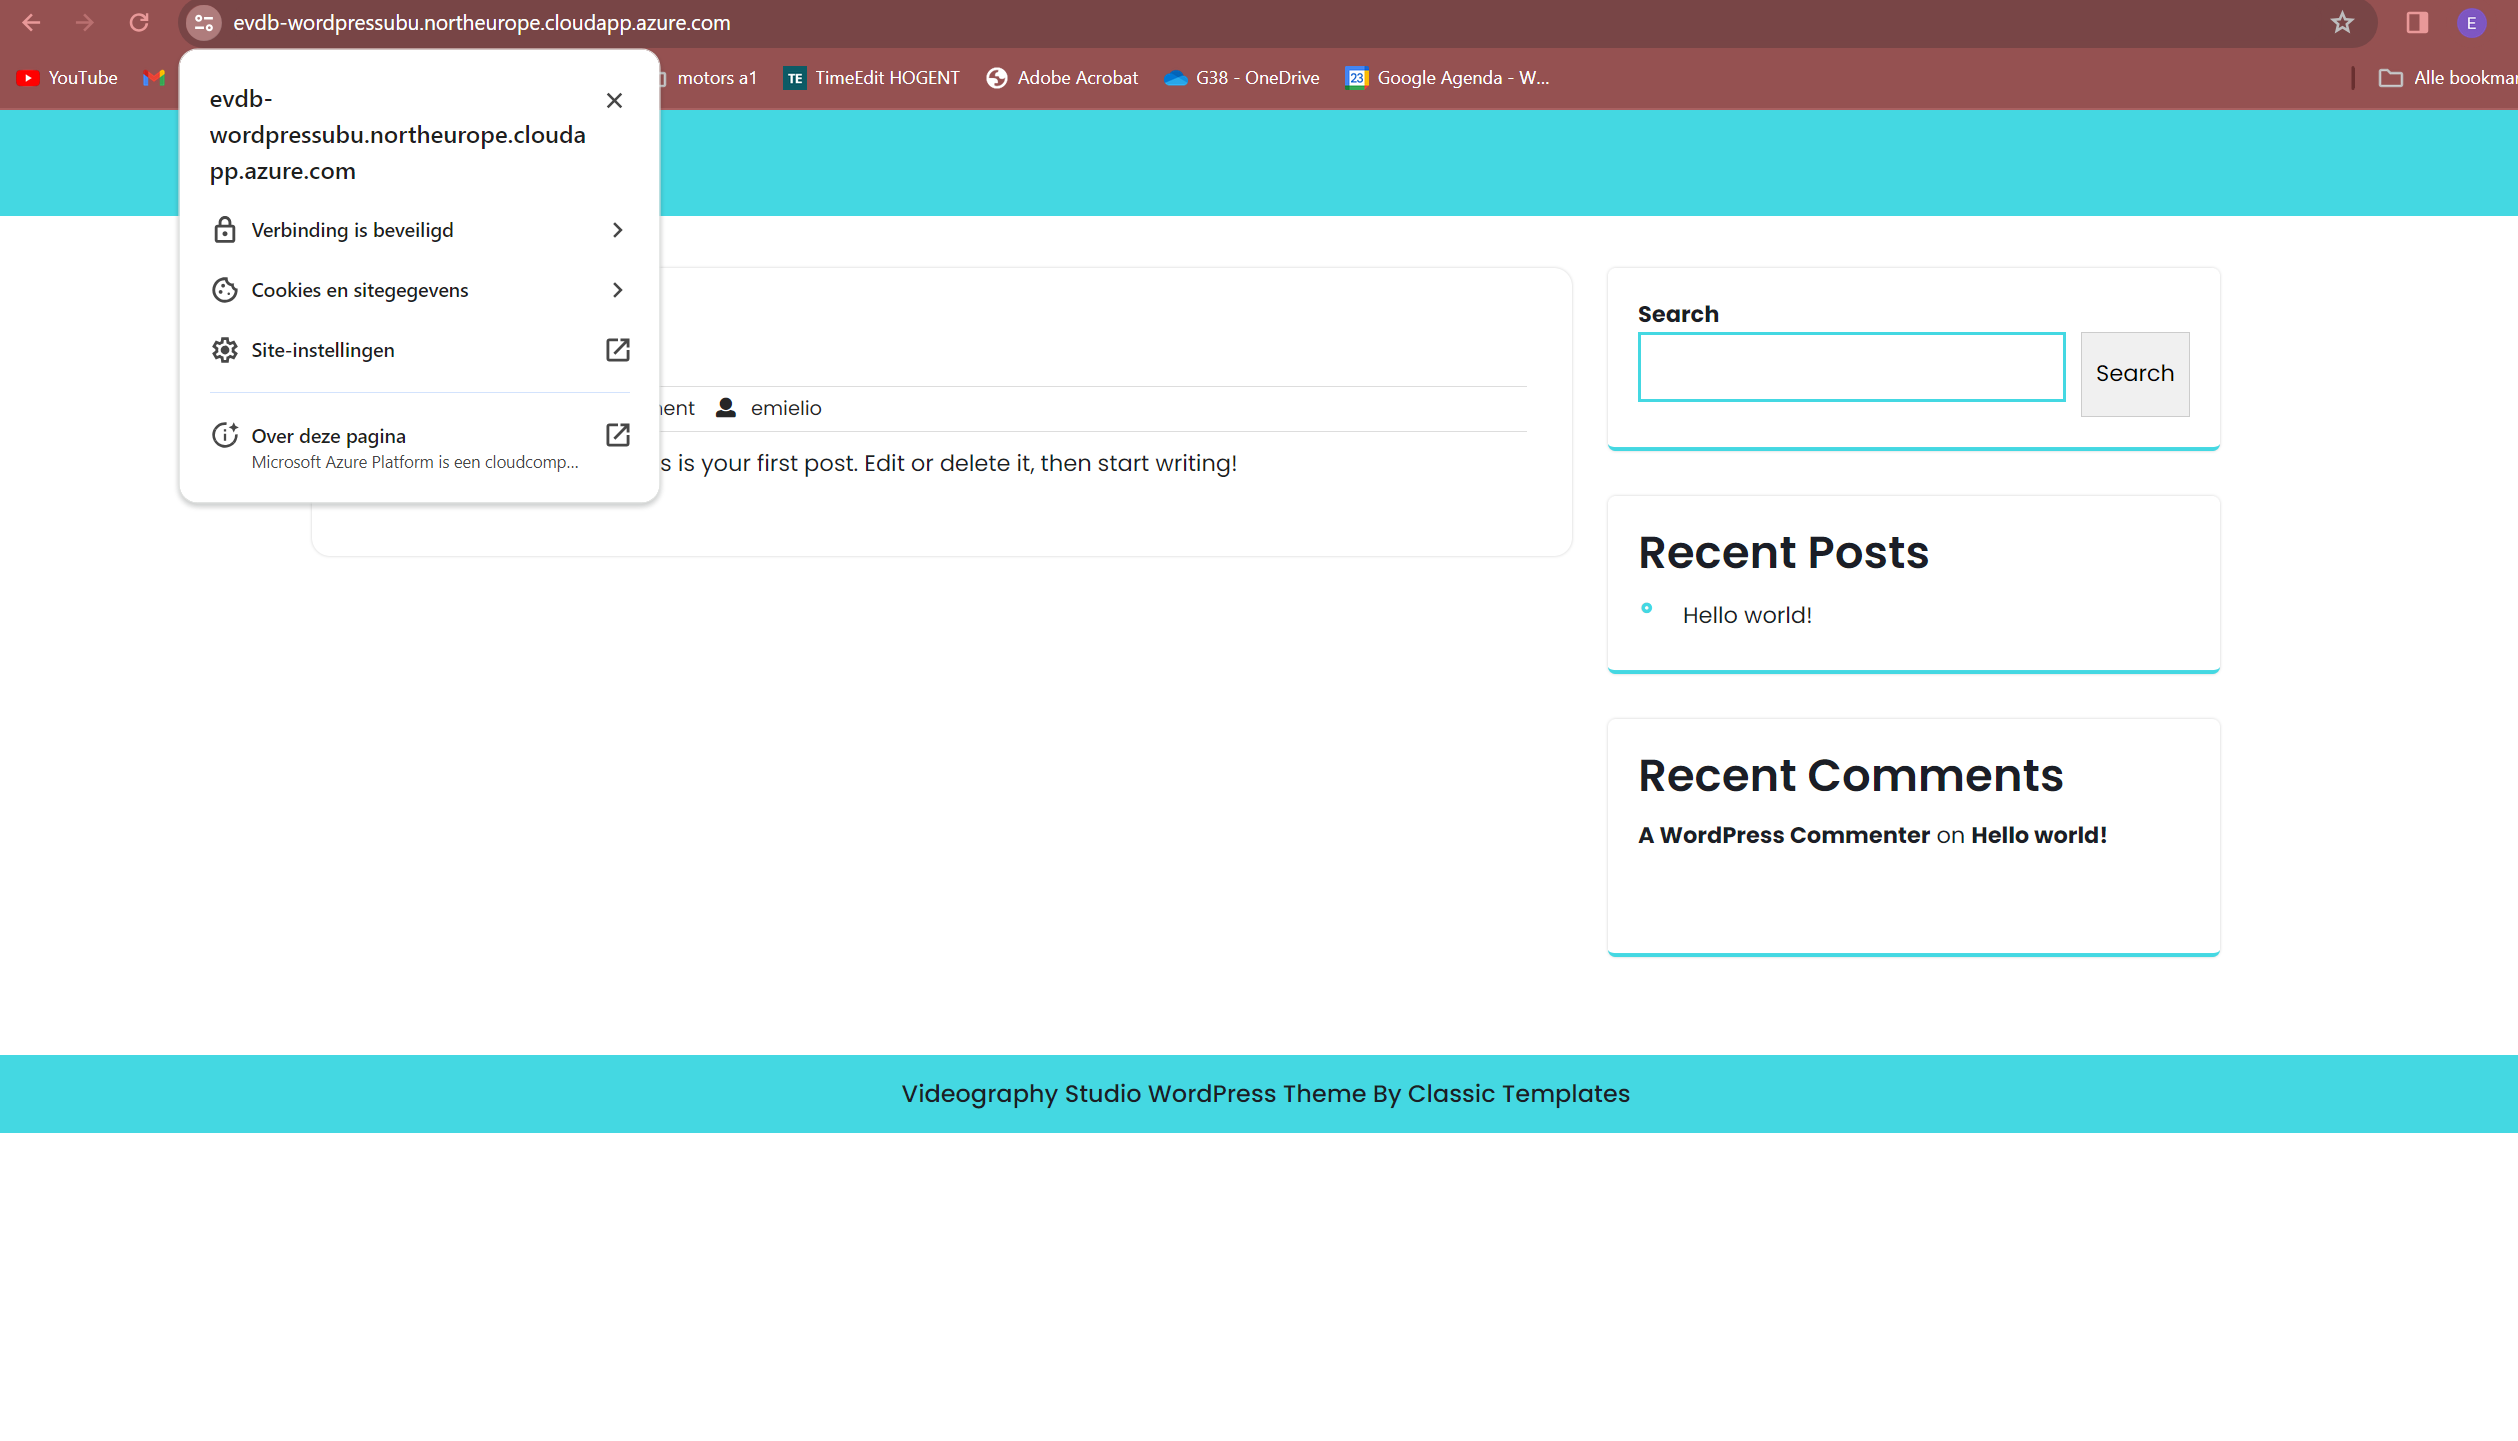 evdb-wordpressubu.northeurope.cloudapp.azure.com
E
YouTube
motors a1
TE TimeEdit HOGENT
Adobe Acrobat
G38 - OneDrive
23 Google Agenda - W...
Alle bookmar
evdb-
wordpressubu.northeurope.clouda
pp.azure.com
Verbinding is beveiligd
Cookies en sitegegevens
Site-instellingen
Over deze pagina
Microsoft Azure Platform is een cloudcomp...
emielio
is your first post. Edit or delete it, then start writing!
Search
Search
Recent Posts
Hello world!
Recent Comments
A WordPress Commenter on Hello world!
Videography Studio WordPress Theme By Classic Templates